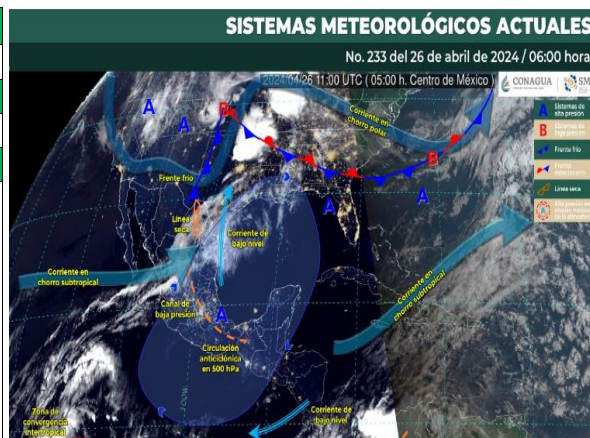 SISTEMAS METEOROLÓGICOS ACTUALES
No. 233 del 26 de abril de 2024 / 06:00 hora
2024/04/26 11:00 UTC ( 05:00 h. Centro de México )
CONAGUA
SM
A
Sistemas de
alta presión
B
Sistemas de
baja presión
Frente frío
Frente
estacionario
Línea seca
A
A
A
B
Corriente en
chorro polar
B
Frente frío
A
A
Línea
seca
Corriente de
bajo nivel
Corriente en
chorro subtropical
Corriente en
chorro subtropical
Canal de
baja presión
A
Circulación
anticiclónica
en 500 hPa
Zona de
convergencia
intertropical
Corriente de
bajo nivel